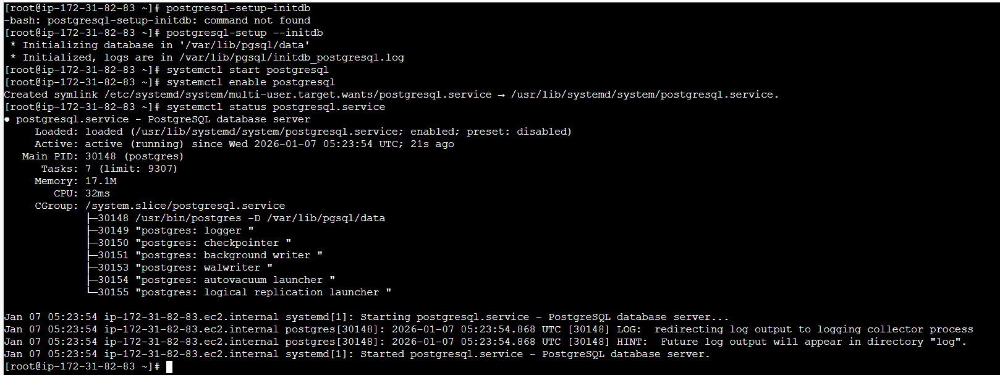 [root@ip-172-31-82-83 ~]# postgresql-setup-initdb
-bash: postgresql-setup-initdb: command not found
[root@ip-172-31-82-83 ~]# postgresql-setup --initdb
 * Initializing database in '/var/lib/pgsql/data'
 * Initialized, logs are in /var/lib/pgsql/initdb_postgresql.log
[root@ip-172-31-82-83 ~]# systemctl start postgresql
[root@ip-172-31-82-83 ~]# systemctl enable postgresql
Created symlink /etc/systemd/system/multi-user.target.wants/postgresql.service → /usr/lib/systemd/system/postgresql.service.
[root@ip-172-31-82-83 ~]# systemctl status postgresql.service
● postgresql.service - PostgreSQL database server
     Loaded: loaded (/usr/lib/systemd/system/postgresql.service; enabled; preset: disabled)
     Active: active (running) since Wed 2026-01-07 05:23:54 UTC; 21s ago
   Main PID: 30148 (postgres)
      Tasks: 7 (limit: 9307)
     Memory: 17.1M
        CPU: 32ms
     CGroup: /system.slice/postgresql.service
             ├─30148 /usr/bin/postgres -D /var/lib/pgsql/data
             ├─30149 "postgres: logger "
             ├─30150 "postgres: checkpointer "
             ├─30151 "postgres: background writer "
             ├─30153 "postgres: walwriter "
             ├─30154 "postgres: autovacuum launcher "
             └─30155 "postgres: logical replication launcher "
Jan 07 05:23:54 ip-172-31-82-83.ec2.internal systemd[1]: Starting postgresql.service - PostgreSQL database server...
Jan 07 05:23:54 ip-172-31-82-83.ec2.internal postgres[30148]: 2026-01-07 05:23:54.868 UTC [30148] LOG:  redirecting log output to logging collector process
Jan 07 05:23:54 ip-172-31-82-83.ec2.internal postgres[30148]: 2026-01-07 05:23:54.868 UTC [30148] HINT:  Future log output will appear in directory "log".
Jan 07 05:23:54 ip-172-31-82-83.ec2.internal systemd[1]: Started postgresql.service - PostgreSQL database server.
[root@ip-172-31-82-83 ~]#